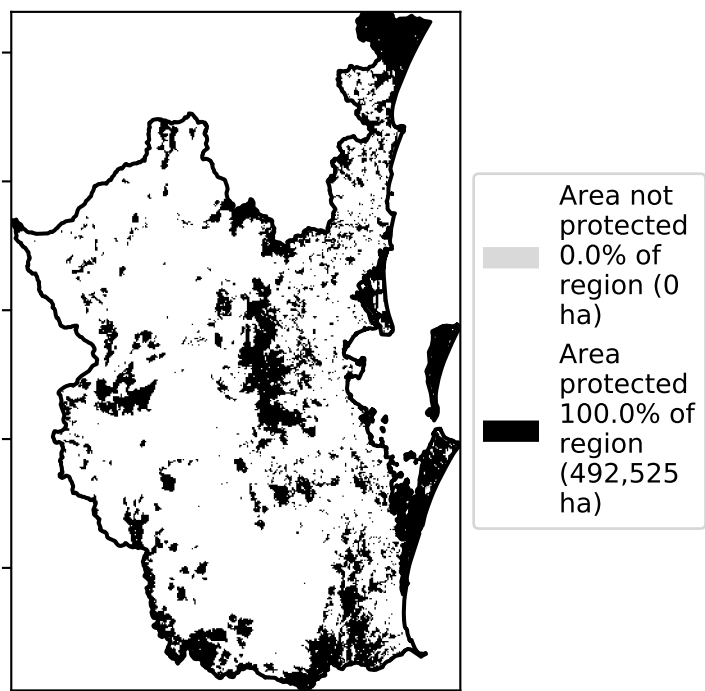 Area not
protected
0.0% of
region (0
ha)
Area
protected
100.0% of
region
(492,525
ha)